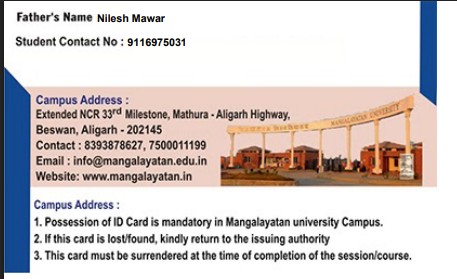 Father's Name Nilesh Mawar
Student Contact No : 9116975031
Campus Address :
Extended NCR 33rd Milestone, Mathura - Aligarh Highway,
Beswan, Aligarh - 202145
Contact : 8393878627, 7500011199
Email : info@mangalayatan.edu.in
Website: www.mangalayatan.in
MANGALAYATAN UNIVERSITY
Campus Address :
1. Possession of ID Card is mandatory in Mangalayatan university Campus.
2. If this card is lost/found, kindly return to the issuing authority
3. This card must be surrendered at the time of completion of the session/course.